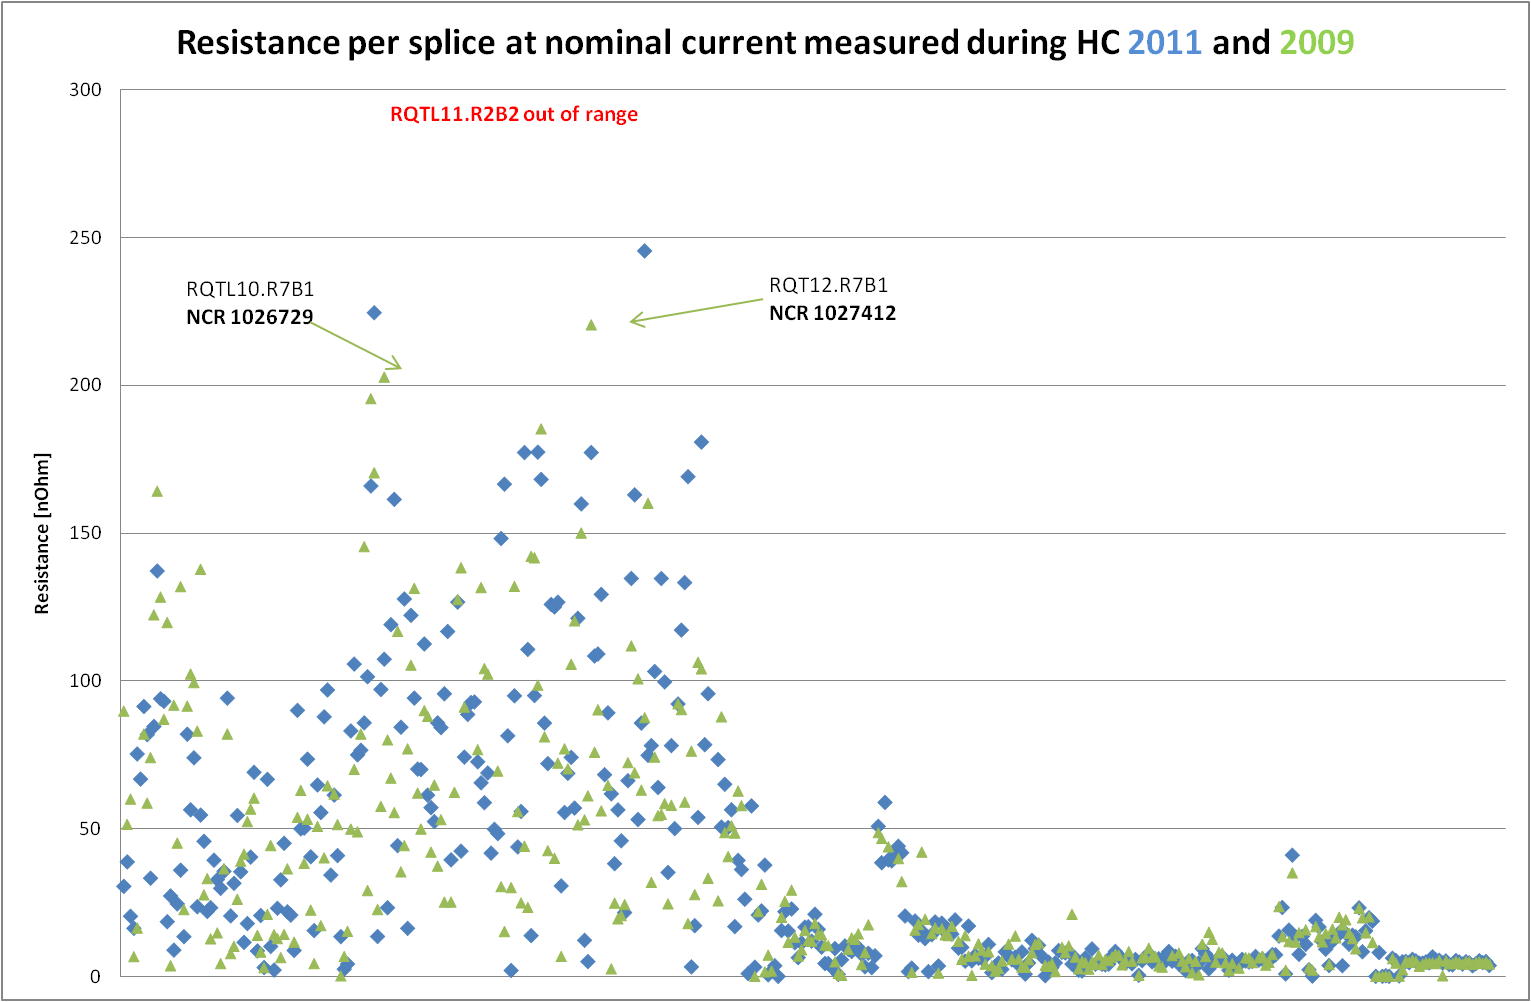 Resistance per splice at nominal current measured during HC 2011 and 2009
300
RQTL11.R2B2 out of range
250
RQTL10.R7B1
NCR 1026729
RQT12.R7B1
NCR 1027412
200
150
100
50
0
Resistance [nOhm]